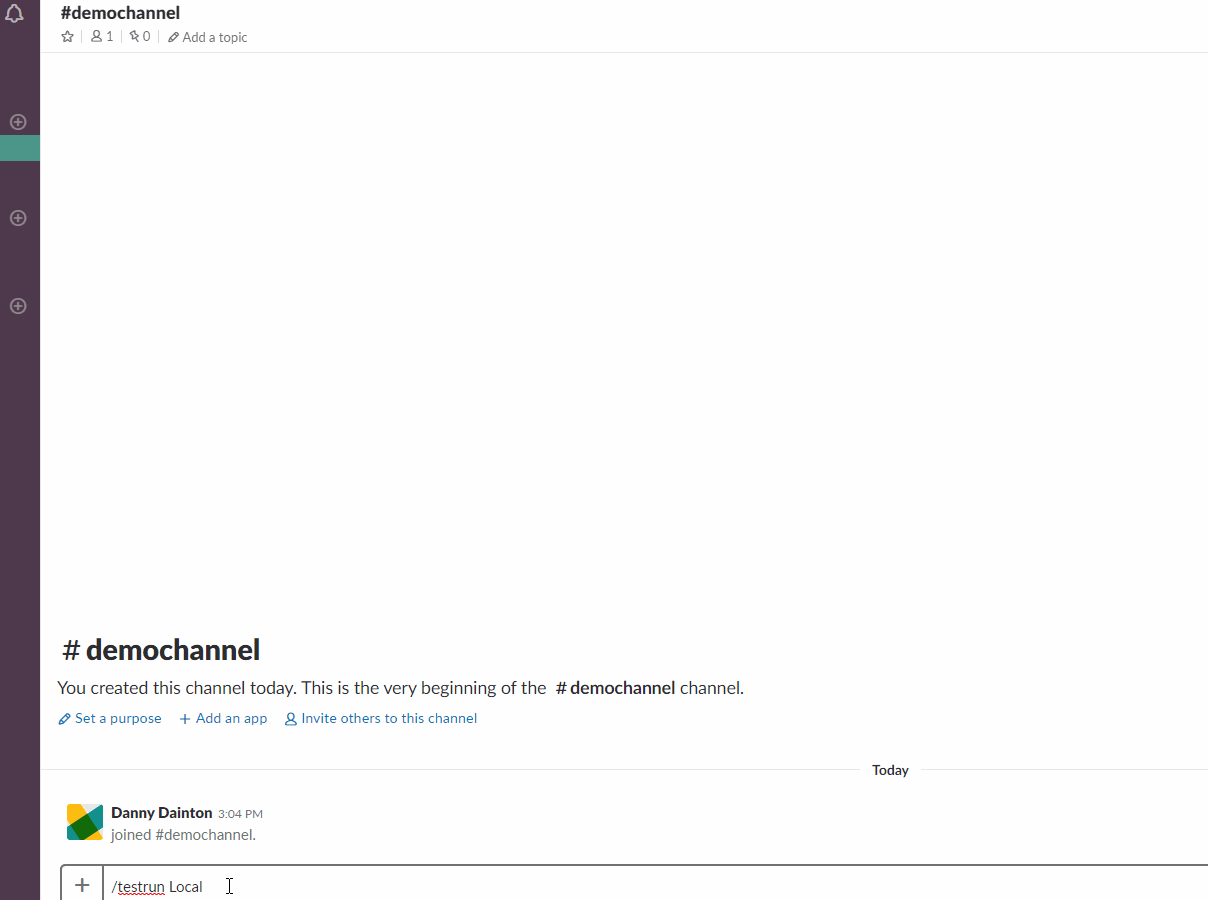 #demochannel
1 0 Add a topic
# demochannel
You created this channel today. This is the very beginning of the # demochannel channel.
Set a purpose + Add an app Invite others to this channel
Today
Danny Dainton 3:04 PM
joined #demochannel.
+ /testrun Local